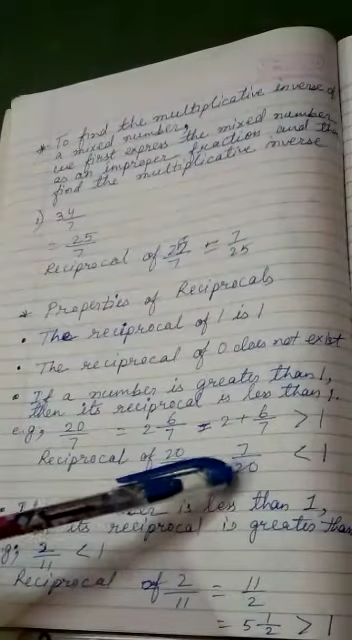 * To find the multiplicative inverse of
a mixed number,
we first express the mixed number
as an improper fraction and then
find the multiplicative inverse
i) 3 4/7
= 25/7
Reciprocal of 25/7 = 7/25
* Properties of Reciprocals
• The reciprocal of 1 is 1
• The reciprocal of 0 does not exist
• If a number is greater than 1,
then its reciprocal is less than 1.
e.g; 20/7 = 2 6/7 = 2 + 6/7 > 1
Reciprocal of 20 7/20 < 1
is less than 1,
its reciprocal is greater than
g; 2/11 < 1
Reciprocal of 2/11 = 11/2
= 5 1/2 > 1